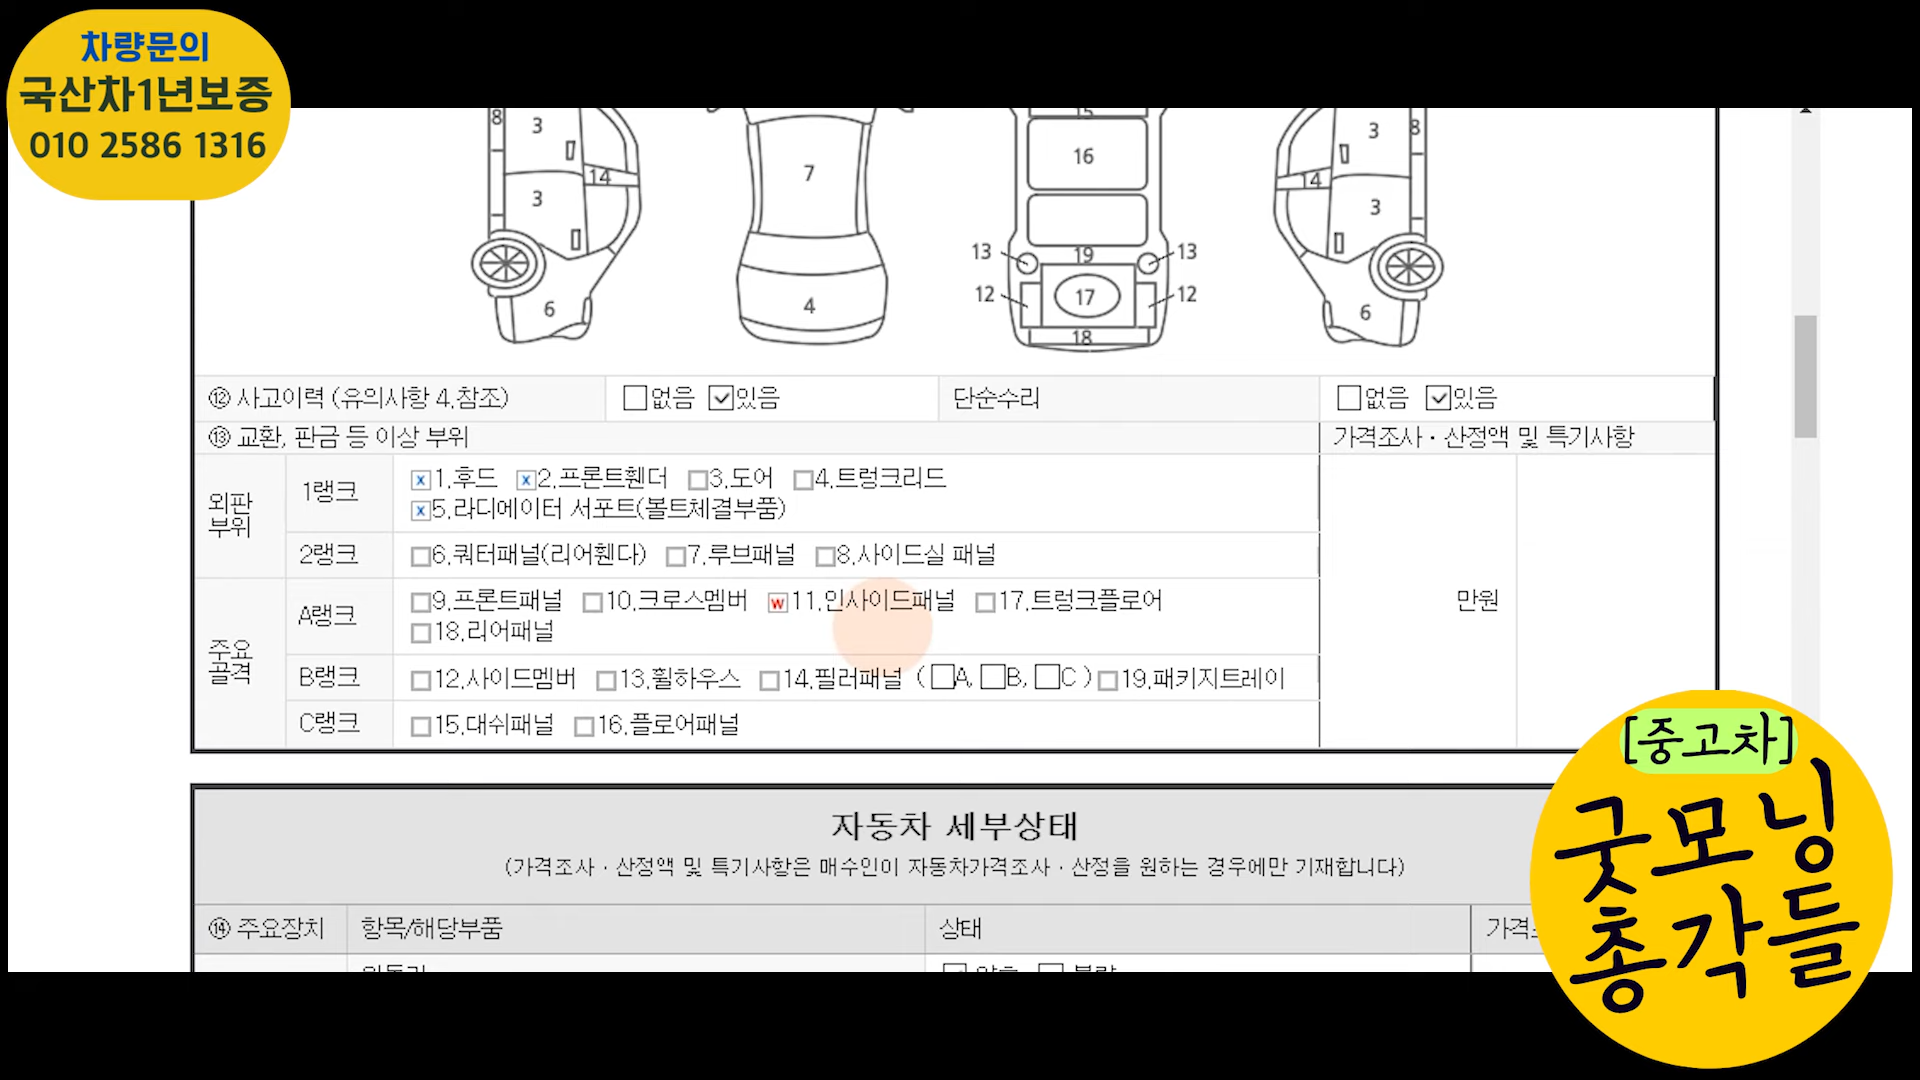 차량문의
국산차1년보증
010 2586 1316
8 3 14 3 6
7 4
15 16 13 19 13 12 17 12 18
3 8 14 3 6
⑫ 사고이력 (유의사항 4.참조) 없음 있음 단순수리 없음 있음
⑬ 교환, 판금 등 이상 부위 가격조사·산정액 및 특기사항
외판 부위
1랭크 x 1.후드 x 2.프론트휀더 3.도어 4.트렁크리드
x 5.라디에이터 서포트(볼트체결부품)
2랭크 6.쿼터패널(리어휀다) 7.루브패널 8.사이드실 패널
주요 골격
A랭크 9.프론트패널 10.크로스멤버 w 11.인사이드패널 17.트렁크플로어
18.리어패널
만원
B랭크 12.사이드멤버 13.휠하우스 14.필러패널 ( A, B, C ) 19.패키지트레이
C랭크 15.대쉬패널 16.플로어패널
자동차 세부상태
(가격조사·산정액 및 특기사항은 매수인이 자동차가격조사·산정을 원하는 경우에만 기재합니다)
⑭ 주요장치 항목/해당부품 상태 가격
[중고차]
굿모닝
총각들